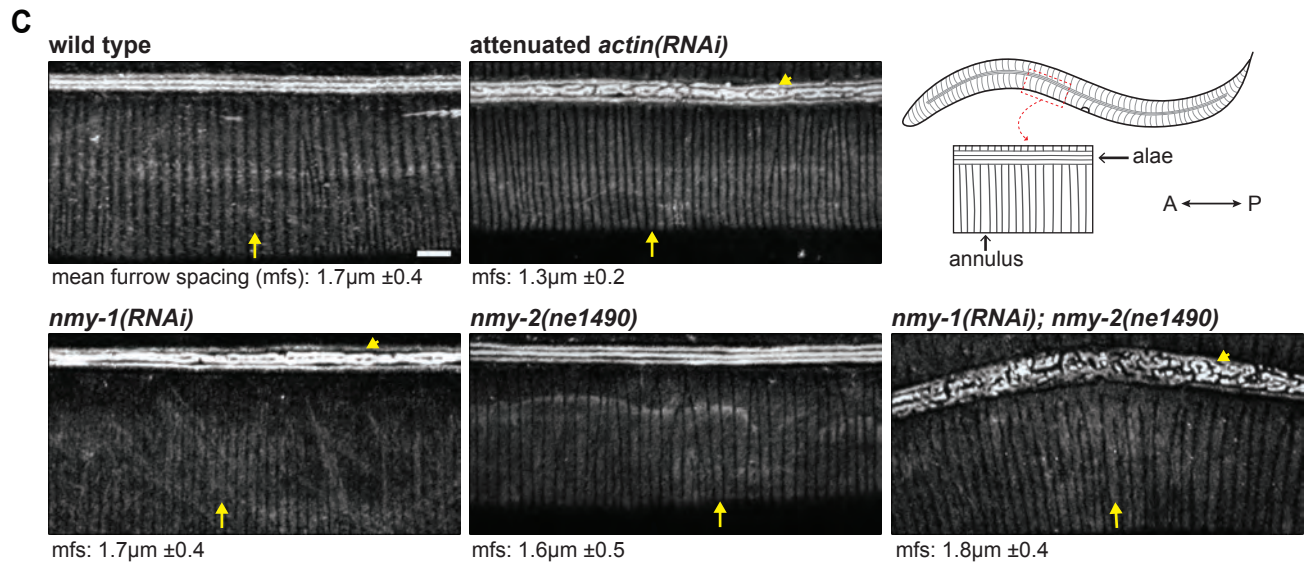 C
wild type
attenuated actin(RNAi)
alae
A P
annulus
mean furrow spacing (mfs): 1.7µm ±0.4
mfs: 1.3µm ±0.2
nmy-1(RNAi)
nmy-2(ne1490)
nmy-1(RNAi); nmy-2(ne1490)
mfs: 1.7µm ±0.4
mfs: 1.6µm ±0.5
mfs: 1.8µm ±0.4